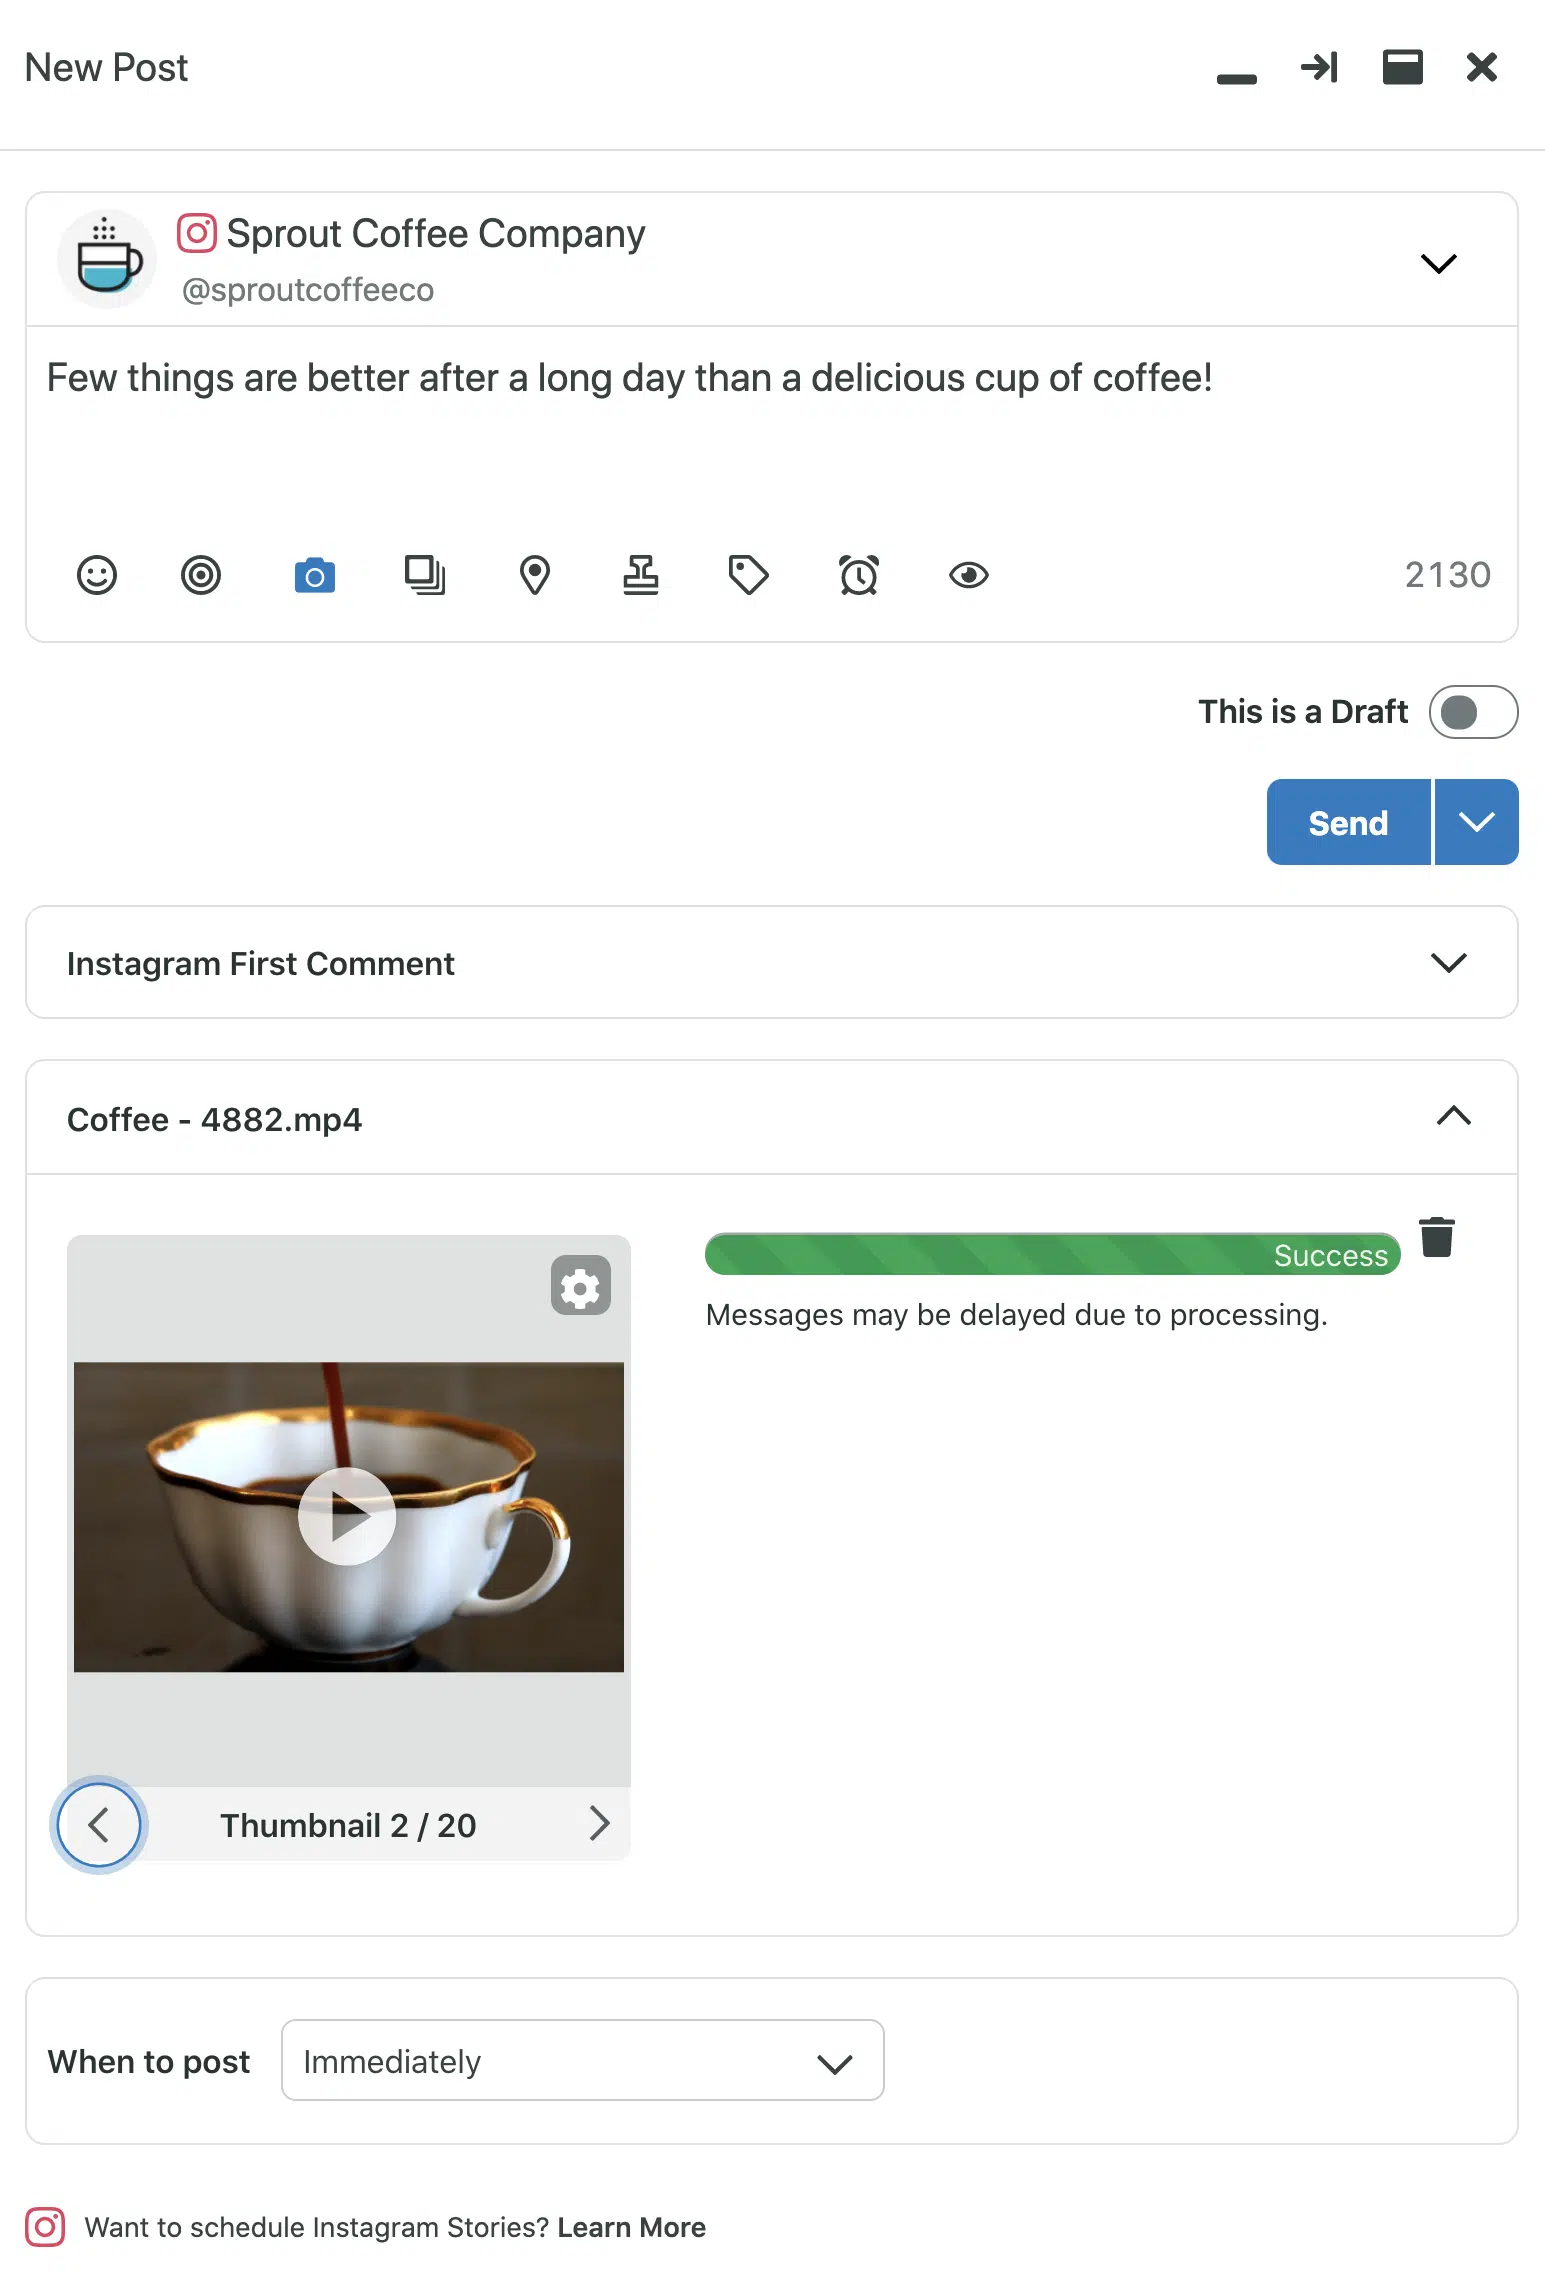 New Post
Sprout Coffee Company
@sproutcoffeeco
Few things are better after a long day than a delicious cup of coffee!
2130
This is a Draft
Send
Instagram First Comment
Coffee - 4882.mp4
Success
Messages may be delayed due to processing.
Thumbnail 2 / 20
When to post
Immediately
Want to schedule Instagram Stories? Learn More